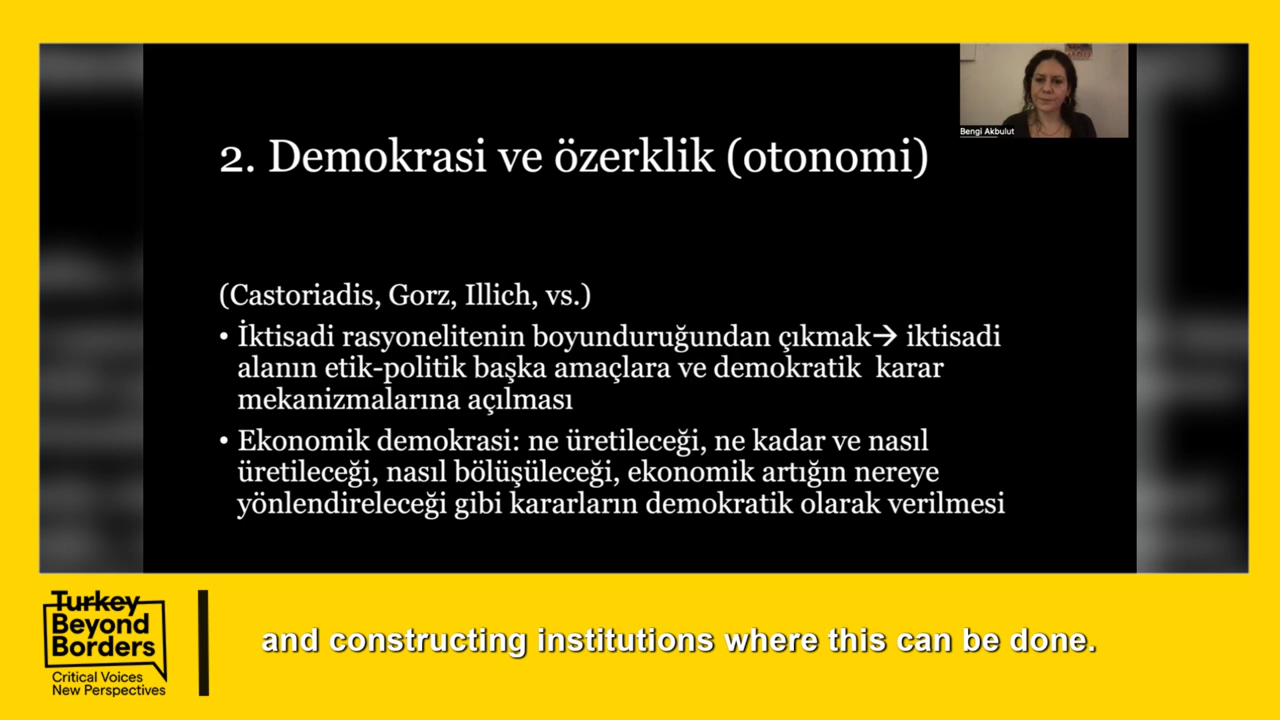 Bengi Akbulut
2. Demokrasi ve özerklik (otonomi)
(Castoriadis, Gorz, Illich, vs.)
• İktisadi rasyonelitenin boyunduruğundan çıkmak→ iktisadi
alanın etik-politik başka amaçlara ve demokratik karar
mekanizmalarına açılması
• Ekonomik demokrasi: ne üretileceği, ne kadar ve nasıl
üretileceği, nasıl bölüşüleceği, ekonomik artığın nereye
yönlendireleceği gibi kararların demokratik olarak verilmesi
Turkey
Beyond
Borders
Critical Voices
New Perspectives
and constructing institutions where this can be done.